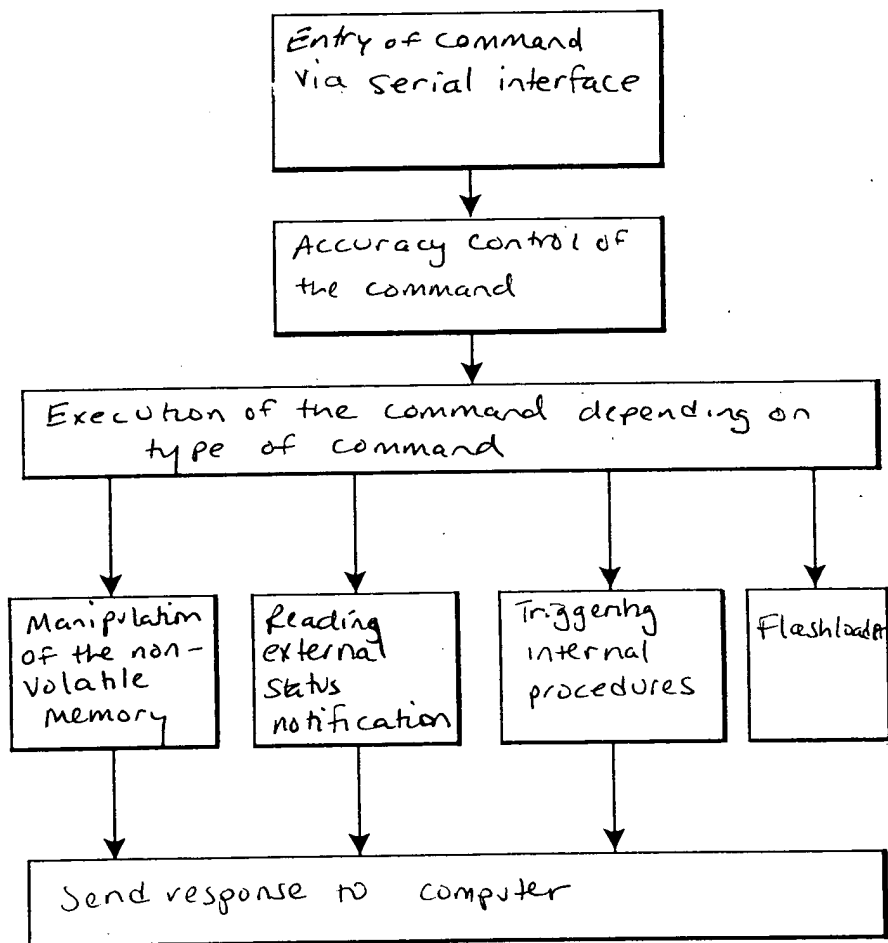 Entry of command
via serial interface
Accuracy control of
the command
Execution of the command depending on
type of command
Manipulation
of the non-
volatile
memory
Reading
external
status
notification
Triggering
internal
procedures
Flashloader
Send response to computer